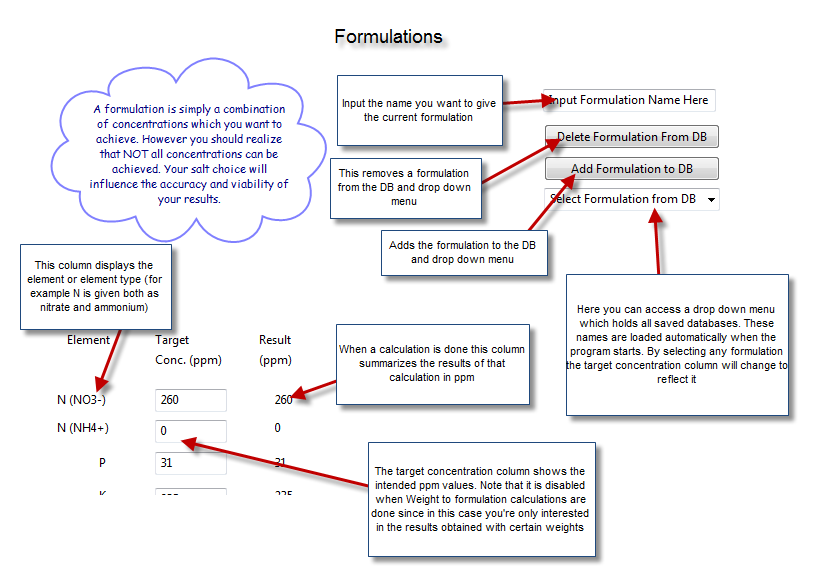 Formulations
A formulation is simply a combination
of concentrations which you want to
achieve. However you should realize
that NOT all concentrations can be
achieved. Your salt choice will
influence the accuracy and viability of
your results.
Input the name you want to give
the current formulation
Input Formulation Name Here
Delete Formulation From DB
This removes a formulation
from the DB and drop down
menu
Add Formulation to DB
Select Formulation from DB
Adds the formulation to the DB
and drop down menu
This column displays the
element or element type (for
example N is given both as
nitrate and ammonium)
Here you can access a drop down menu
which holds all saved databases. These
names are loaded automatically when the
program starts. By selecting any formulation
the target concentration column will change to
reflect it
Element Target Result
Conc. (ppm) (ppm)
When a calculation is done this column
summarizes the results of that
calculation in ppm
N (NO3-) 260 260
N (NH4+) 0 0
P 31 31
The target concentration column shows the
intended ppm values. Note that it is disabled
when Weight to formulation calculations are
done since in this case you're only interested
in the results obtained with certain weights